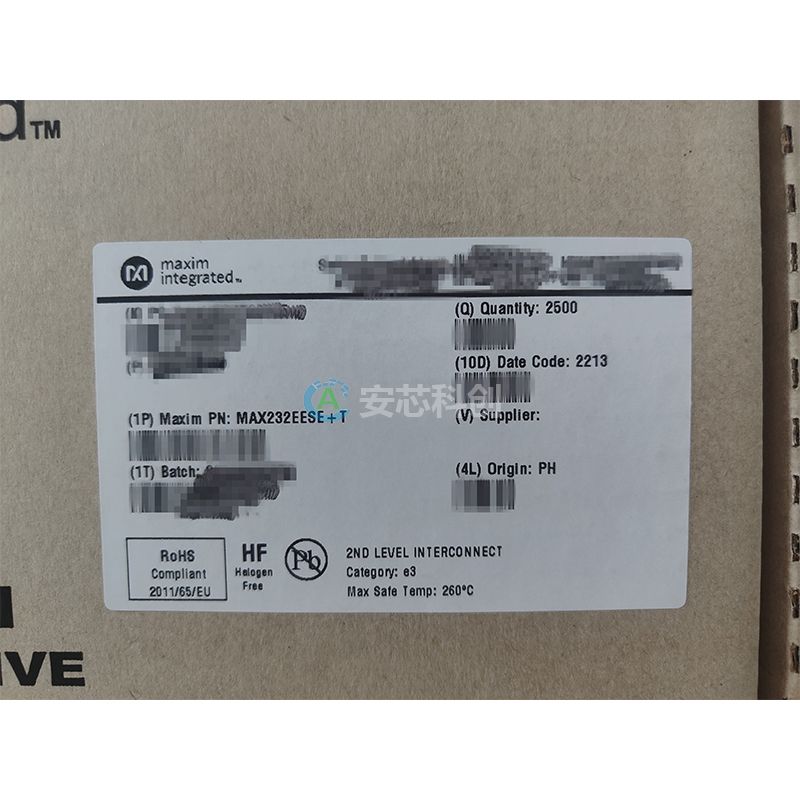 TM
maxim
integrated™
(Q) Quantity: 2500
(10D) Date Code: 2213
安芯科创
(1P) Maxim PN: MAX232EESE+T
(V) Supplier:
(1T) Batch:
(4L) Origin: PH
RoHS
Compliant
2011/65/EU
HF
Halogen
Free
Pb
2ND LEVEL INTERCONNECT
Category: e3
Max Safe Temp: 260°C
IVE